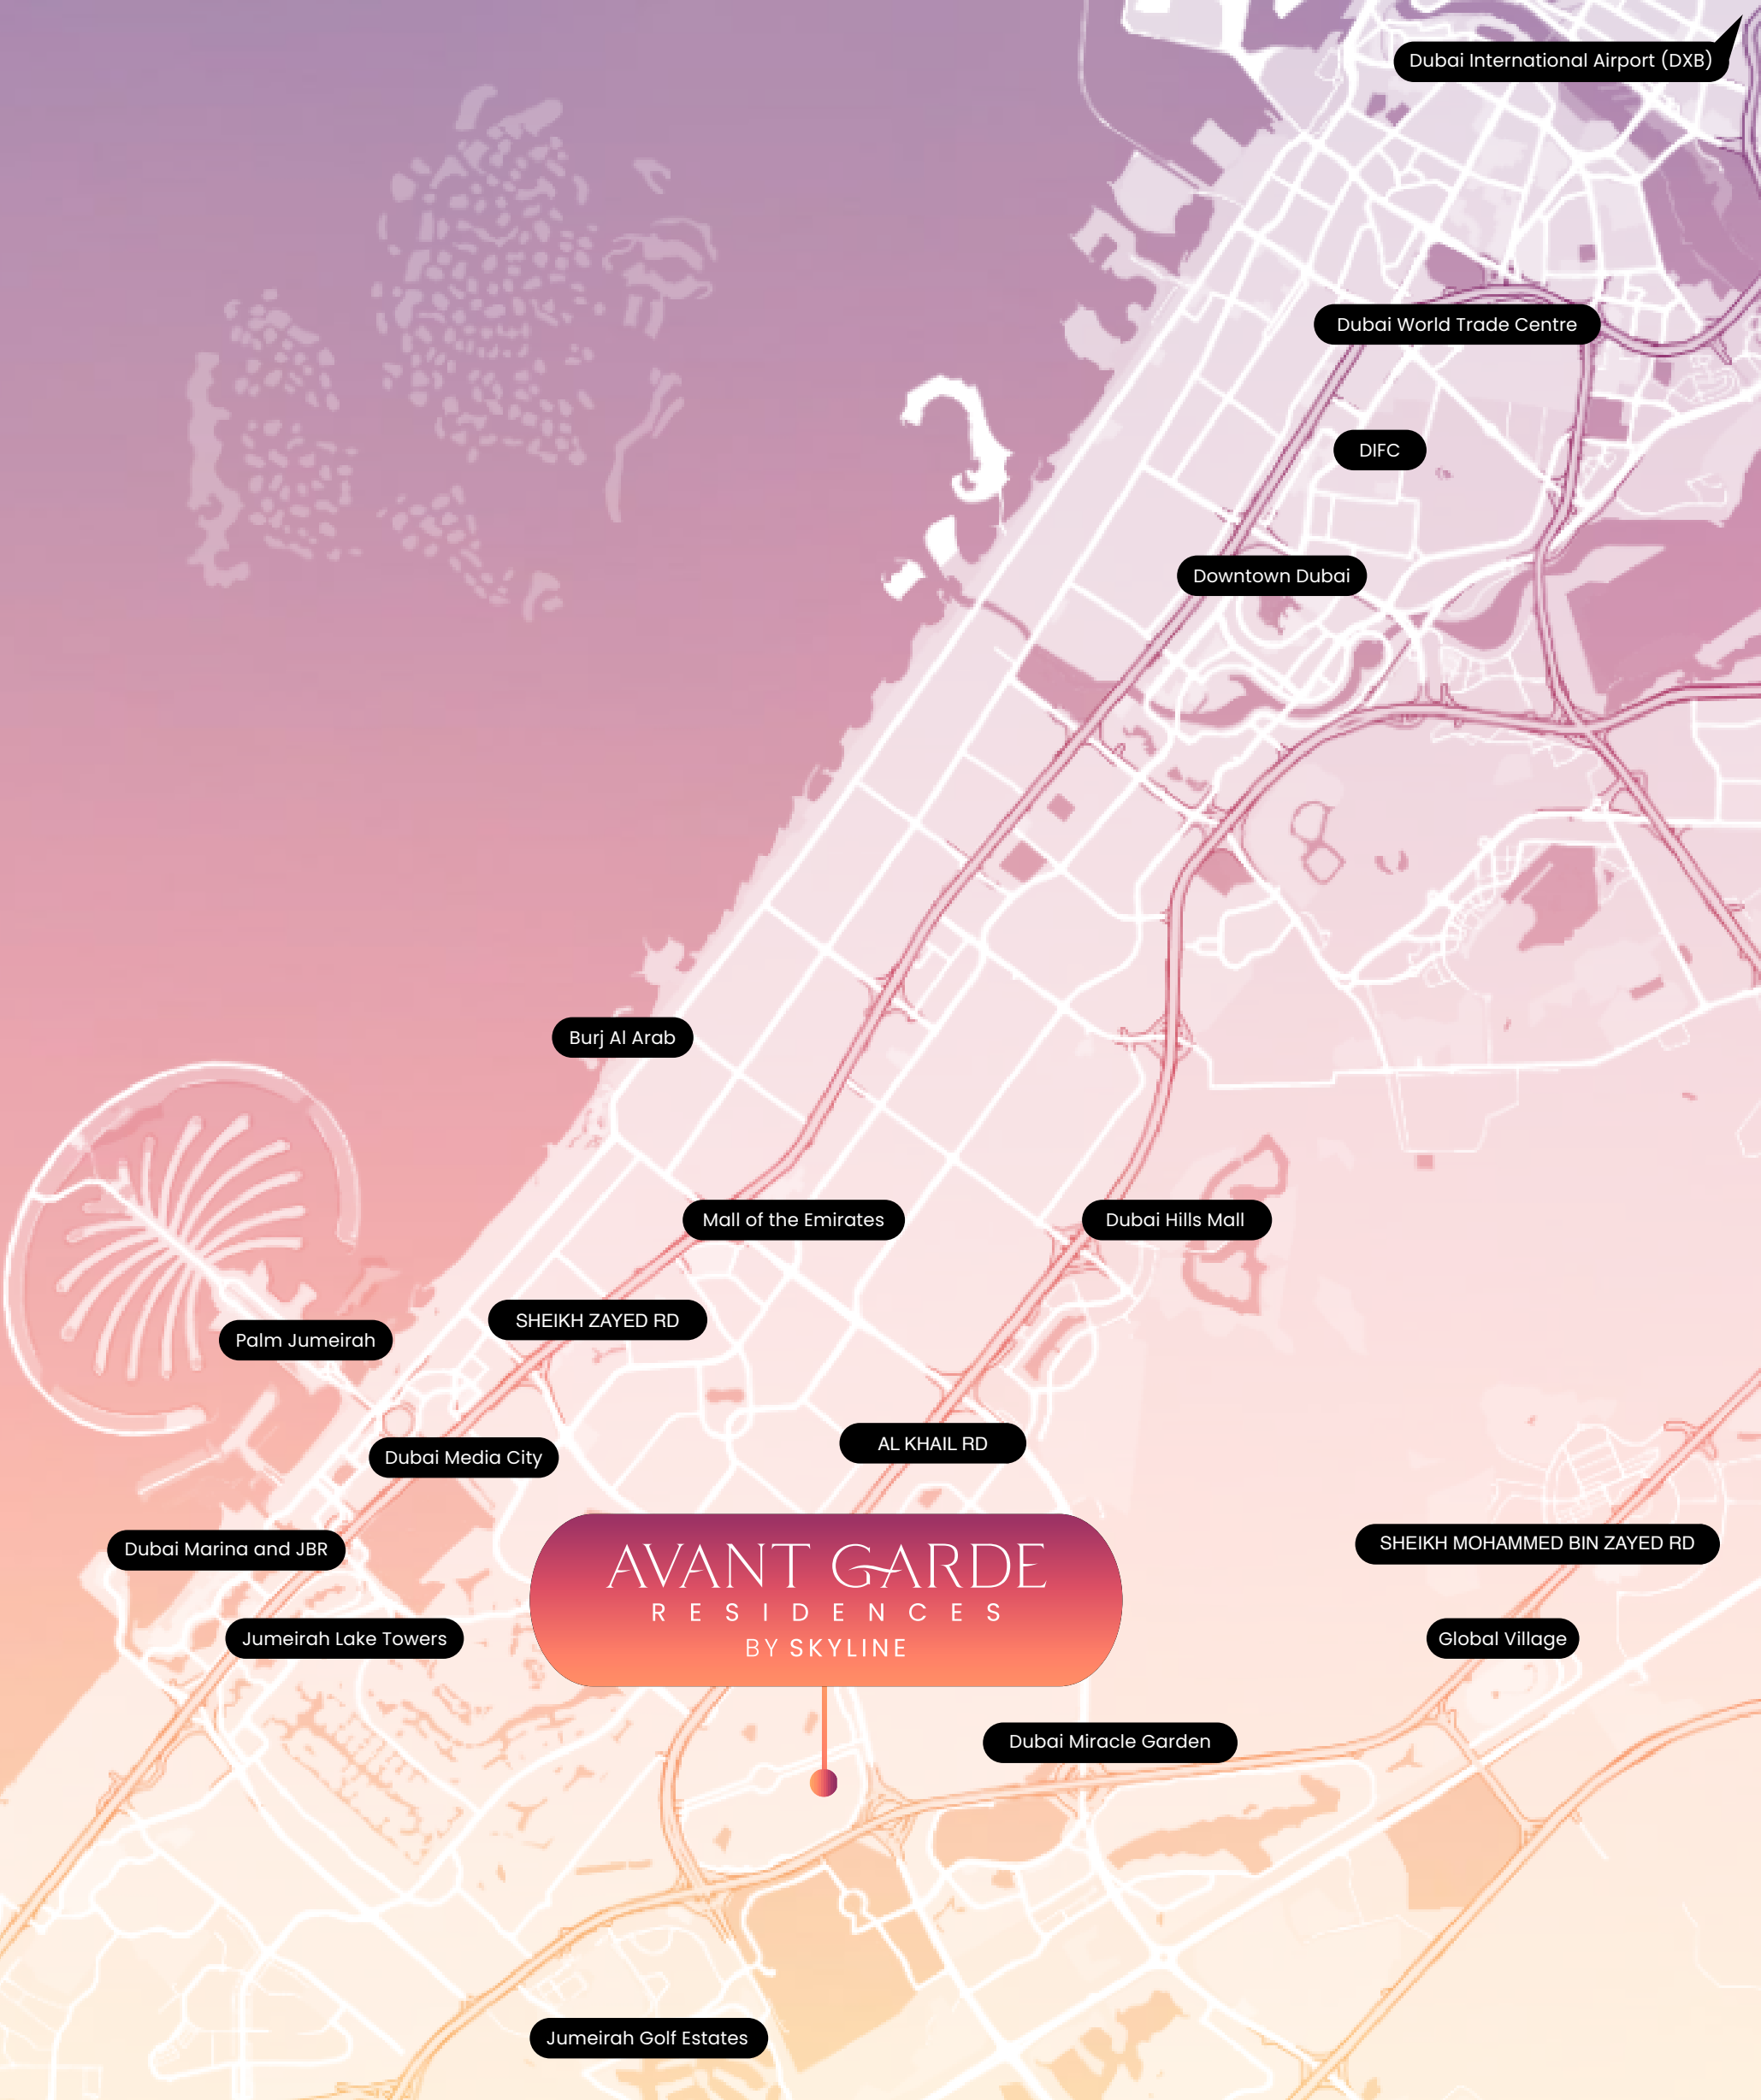 Dubai International Airport (DXB)
Dubai World Trade Centre
DIFC
Downtown Dubai
Burj Al Arab
Mall of the Emirates
Dubai Hills Mall
SHEIKH ZAYED RD
Palm Jumeirah
AL KHAIL RD
Dubai Media City
SHEIKH MOHAMMED BIN ZAYED RD
Dubai Marina and JBR
AVANT GARDE
RESIDENCES
BY SKYLINE
Jumeirah Lake Towers
Global Village
Dubai Miracle Garden
Jumeirah Golf Estates